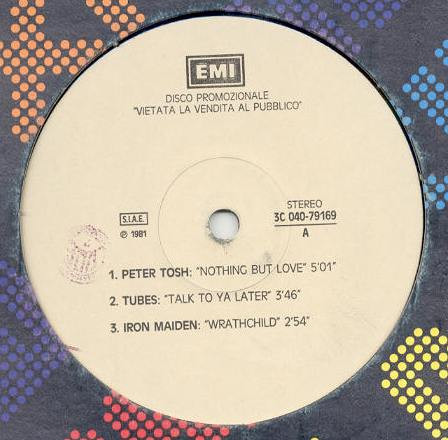 EMI
DISCO PROMOZIONALE
"VIETATA LA VENDITA AL PUBBLICO"
S.I.A.E.
℗ 1981
STEREO
3C 040-79169
A
1. PETER TOSH: "NOTHING BUT LOVE" 5'01"
2. TUBES: "TALK TO YA LATER" 3'46"
3. IRON MAIDEN: "WRATHCHILD" 2'54"